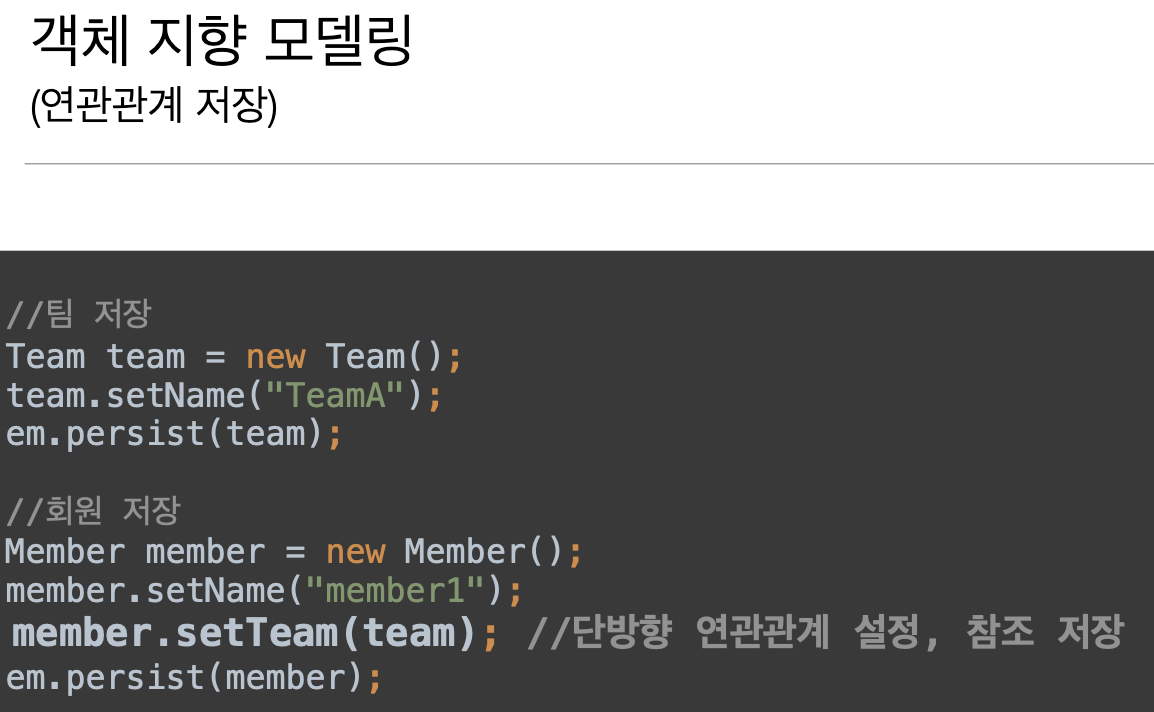 객체 지향 모델링
(연관관계 저장)
//팀 저장
Team team = new Team();
team.setName("TeamA");
em.persist(team);
//회원 저장
Member member = new Member();
member.setName("member1");
member.setTeam(team); //단방향 연관관계 설정, 참조 저장
em.persist(member);